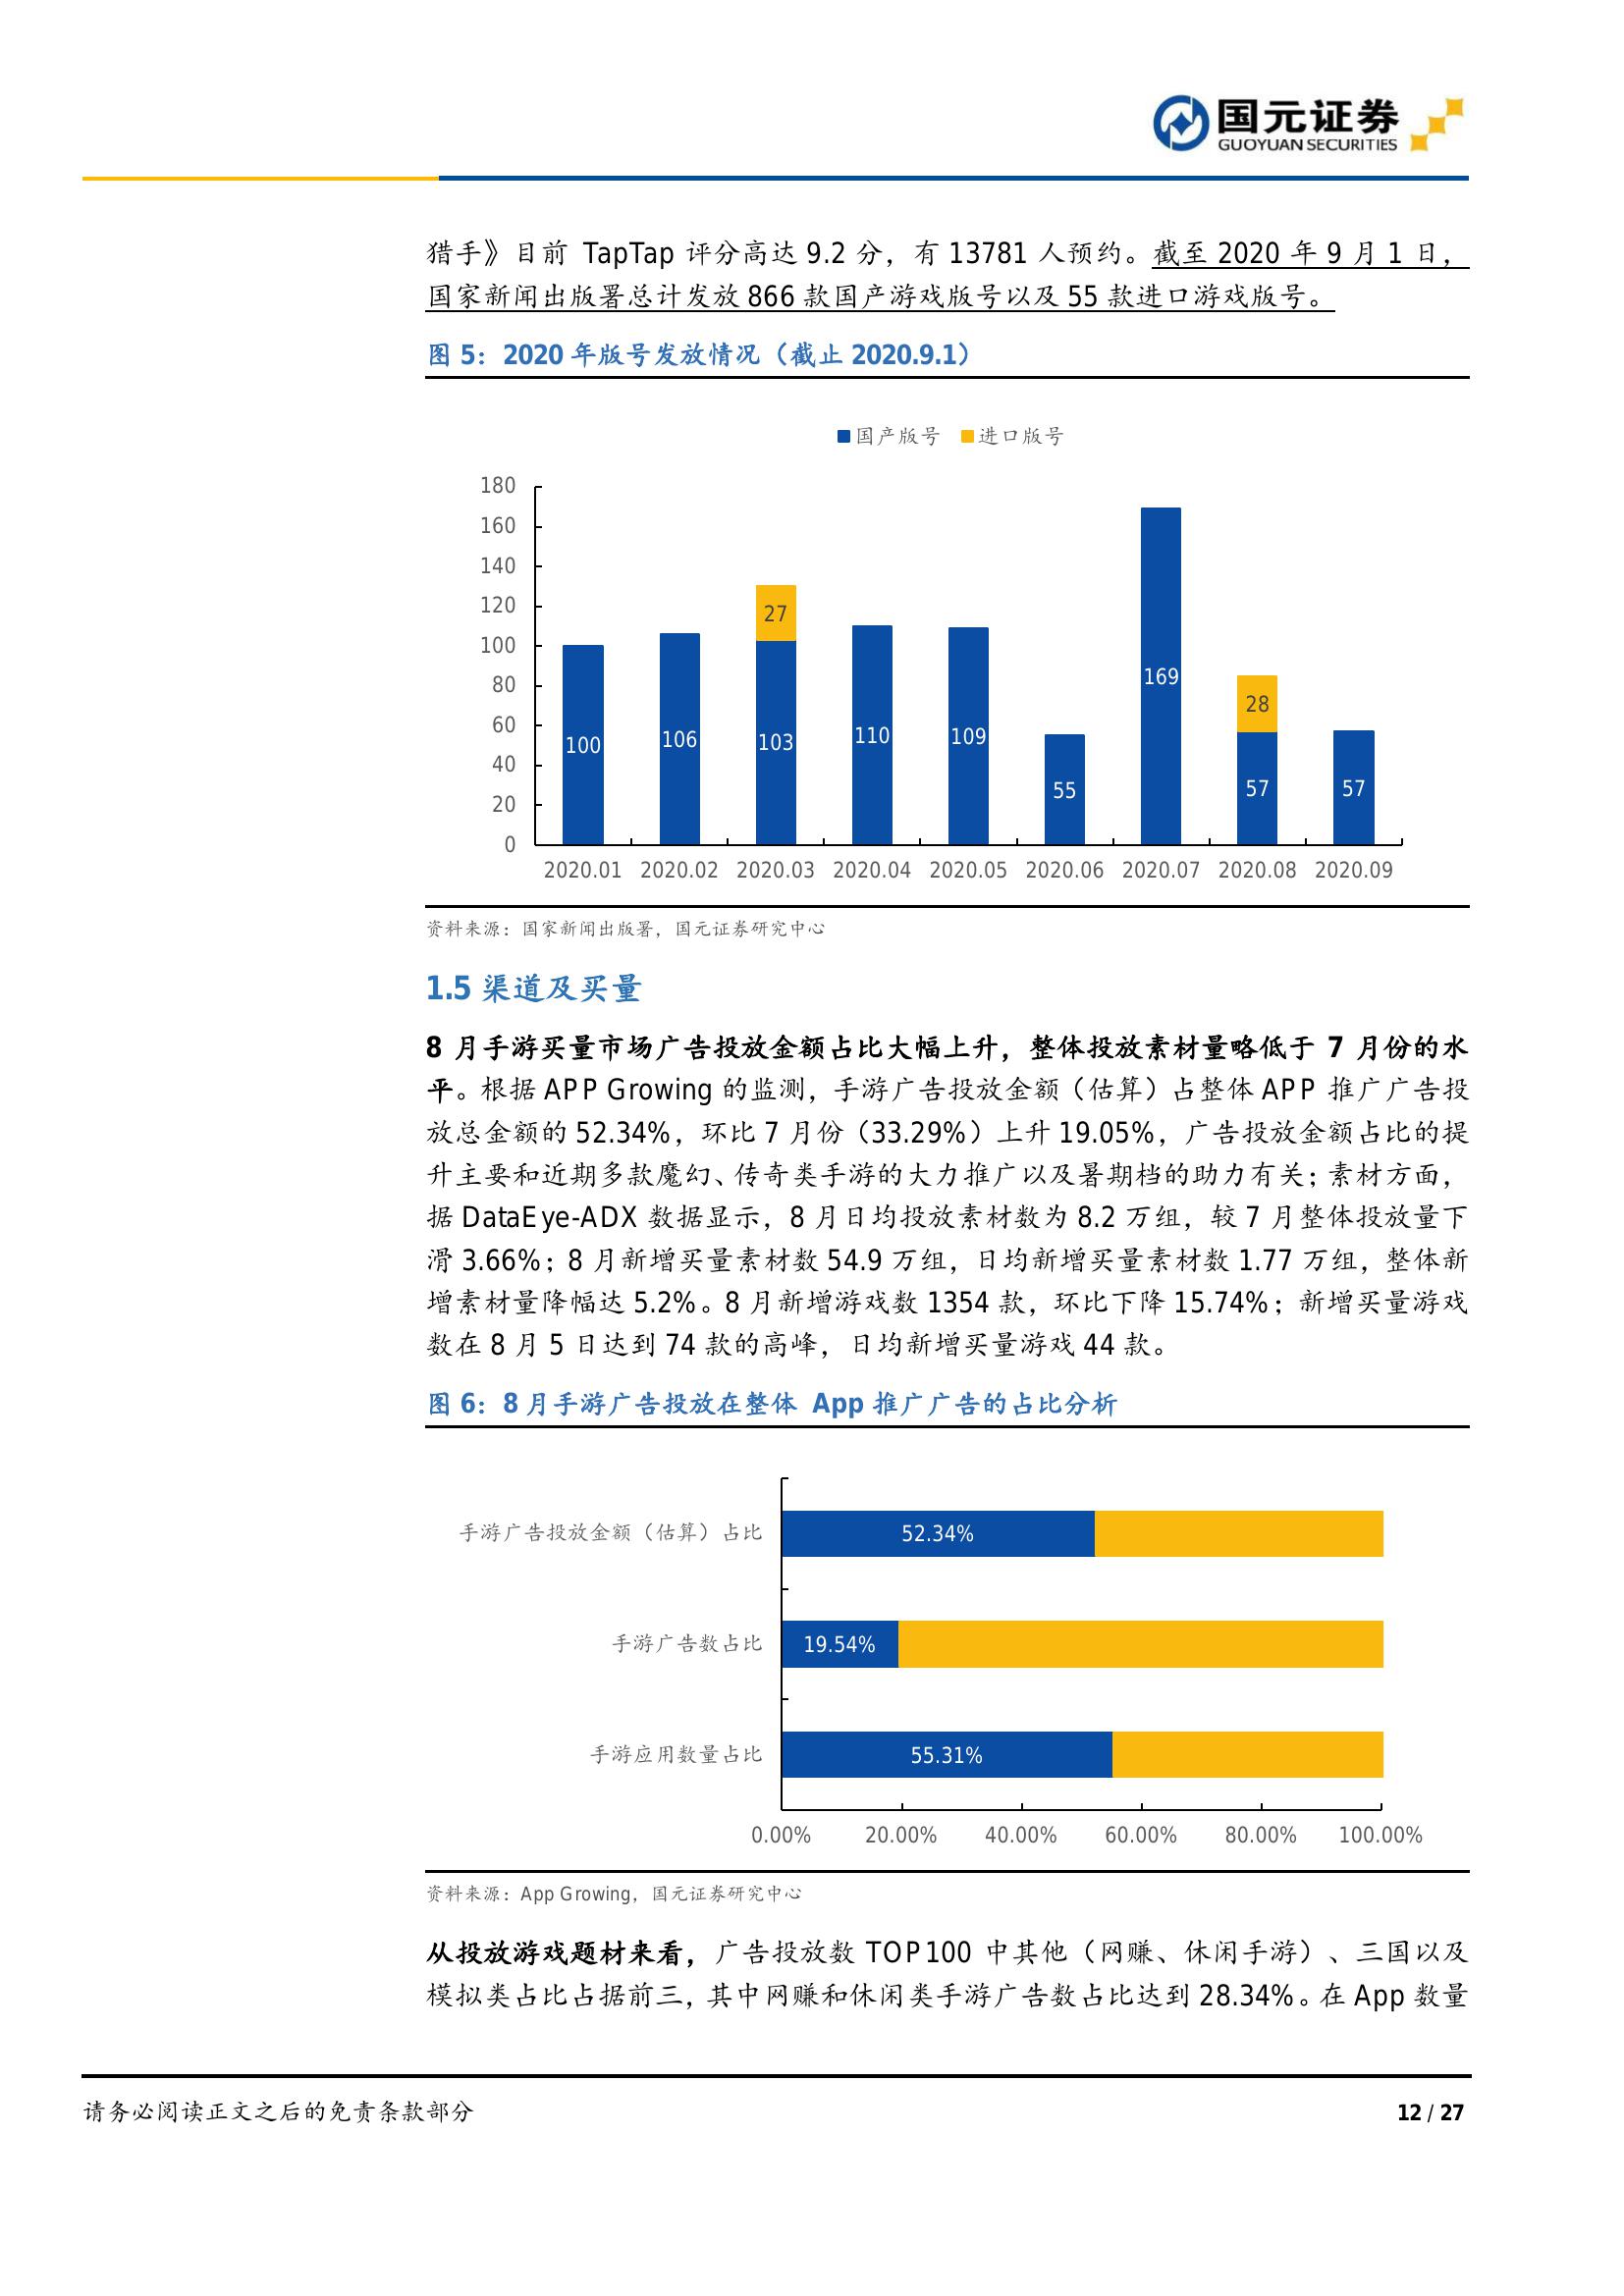 国元证券
GUOYUAN SECURITIES
猎手》目前 TapTap 评分高达 9.2 分，有 13781 人预约。截至 2020 年 9 月 1 日，
国家新闻出版署总计发放 866 款国产游戏版号以及 55 款进口游戏版号。
图 5：2020 年版号发放情况（截止 2020.9.1）
国产版号 进口版号
180
160
140
120
100
80
60
40
20
0
100 106 103 27 110 109 55 169 57 28 57
2020.01 2020.02 2020.03 2020.04 2020.05 2020.06 2020.07 2020.08 2020.09
资料来源：国家新闻出版署，国元证券研究中心
1.5 渠道及买量
8 月手游买量市场广告投放金额占比大幅上升，整体投放素材量略低于 7 月份的水
平。根据 APP Growing 的监测，手游广告投放金额（估算）占整体 APP 推广广告投
放总金额的 52.34%，环比 7 月份（33.29%）上升 19.05%，广告投放金额占比的提
升主要和近期多款魔幻、传奇类手游的大力推广以及暑期档的助力有关；素材方面，
据 DataEye-ADX 数据显示，8 月日均投放素材数为 8.2 万组，较 7 月整体投放量下
滑 3.66%；8 月新增买量素材数 54.9 万组，日均新增买量素材数 1.77 万组，整体新
增素材量降幅达 5.2%。8 月新增游戏数 1354 款，环比下降 15.74%；新增买量游戏
数在 8 月 5 日达到 74 款的高峰，日均新增买量游戏 44 款。
图 6：8 月手游广告投放在整体 App 推广广告的占比分析
手游广告投放金额（估算）占比 52.34%
手游广告数占比 19.54%
手游应用数量占比 55.31%
0.00% 20.00% 40.00% 60.00% 80.00% 100.00%
资料来源：App Growing，国元证券研究中心
从投放游戏题材来看，广告投放数 TOP100 中其他（网赚、休闲手游）、三国以及
模拟类占比占据前三，其中网赚和休闲类手游广告数占比达到 28.34%。在 App 数量
请务必阅读正文之后的免责条款部分
12 / 27